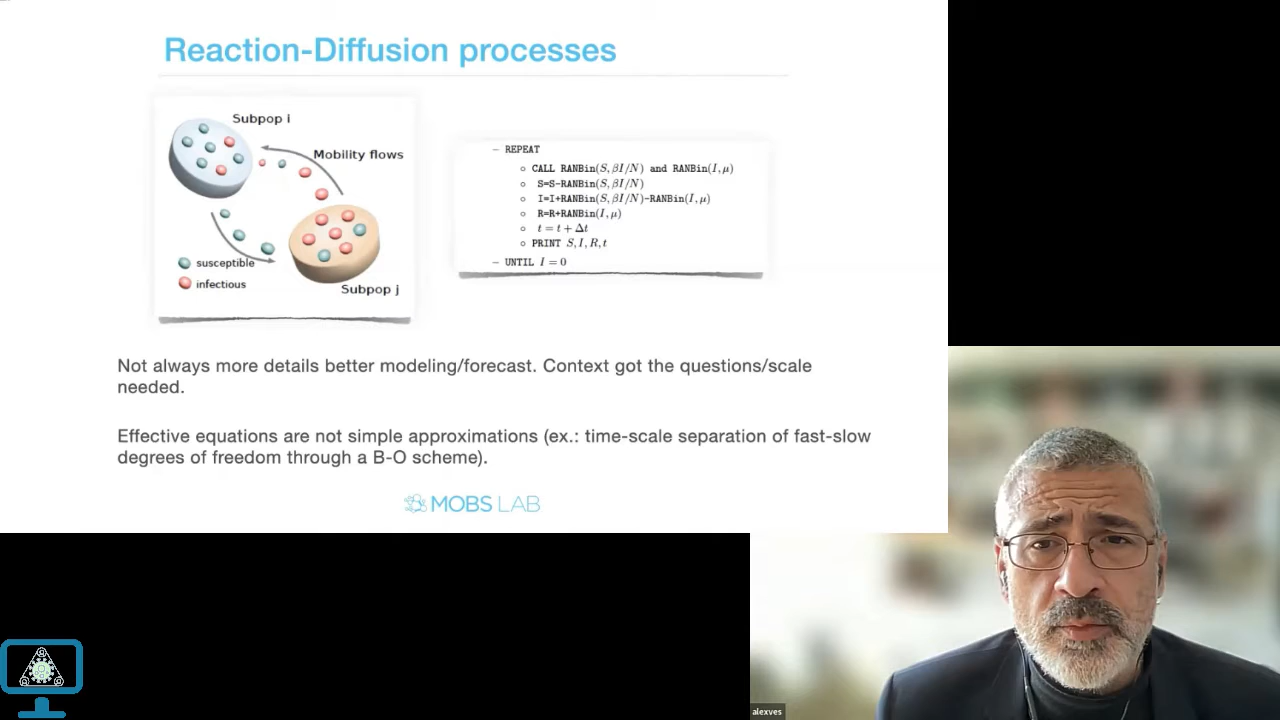 Reaction-Diffusion processes
Subpop i
Mobility flows
susceptible
infectious
Subpop j
– REPEAT
○ CALL RANBin(S, βI/N) and RANBin(I, μ)
○ S=S-RANBin(S, βI/N)
○ I=I+RANBin(S, βI/N)-RANBin(I, μ)
○ R=R+RANBin(I, μ)
○ t = t + Δt
○ PRINT S, I, R, t
– UNTIL I = 0
Not always more details better modeling/forecast. Context got the questions/scale
needed.
Effective equations are not simple approximations (ex.: time-scale separation of fast-slow
degrees of freedom through a B-O scheme).
MOBS LAB
alexves